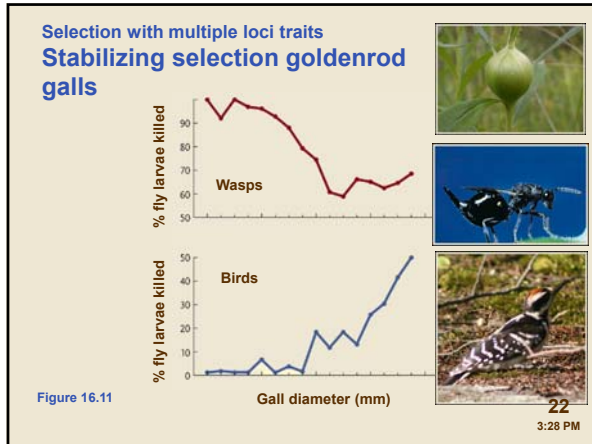 Selection with multiple loci traits
Stabilizing selection goldenrod
galls
% fly larvae killed
90
80
70
60
50
Wasps
% fly larvae killed
50
40
30
20
10
0
Birds
Figure 16.11
Gall diameter (mm)
22
3:28 PM